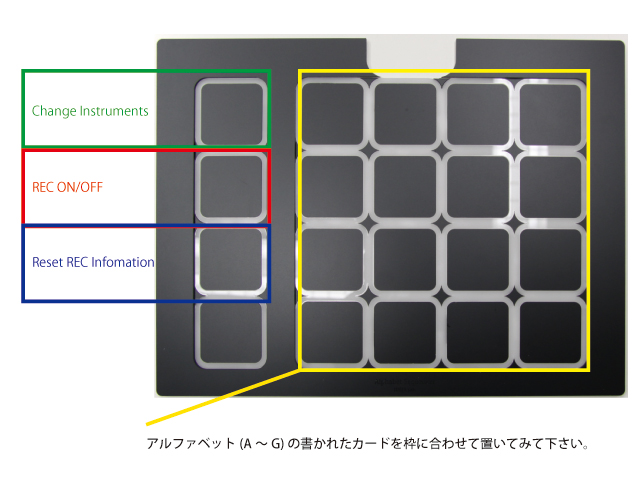 Change Instruments
REC ON/OFF
Reset REC Infomation
アルファベット (A 〜 G) の書かれたカードを枠に合わせて置いてみて下さい。